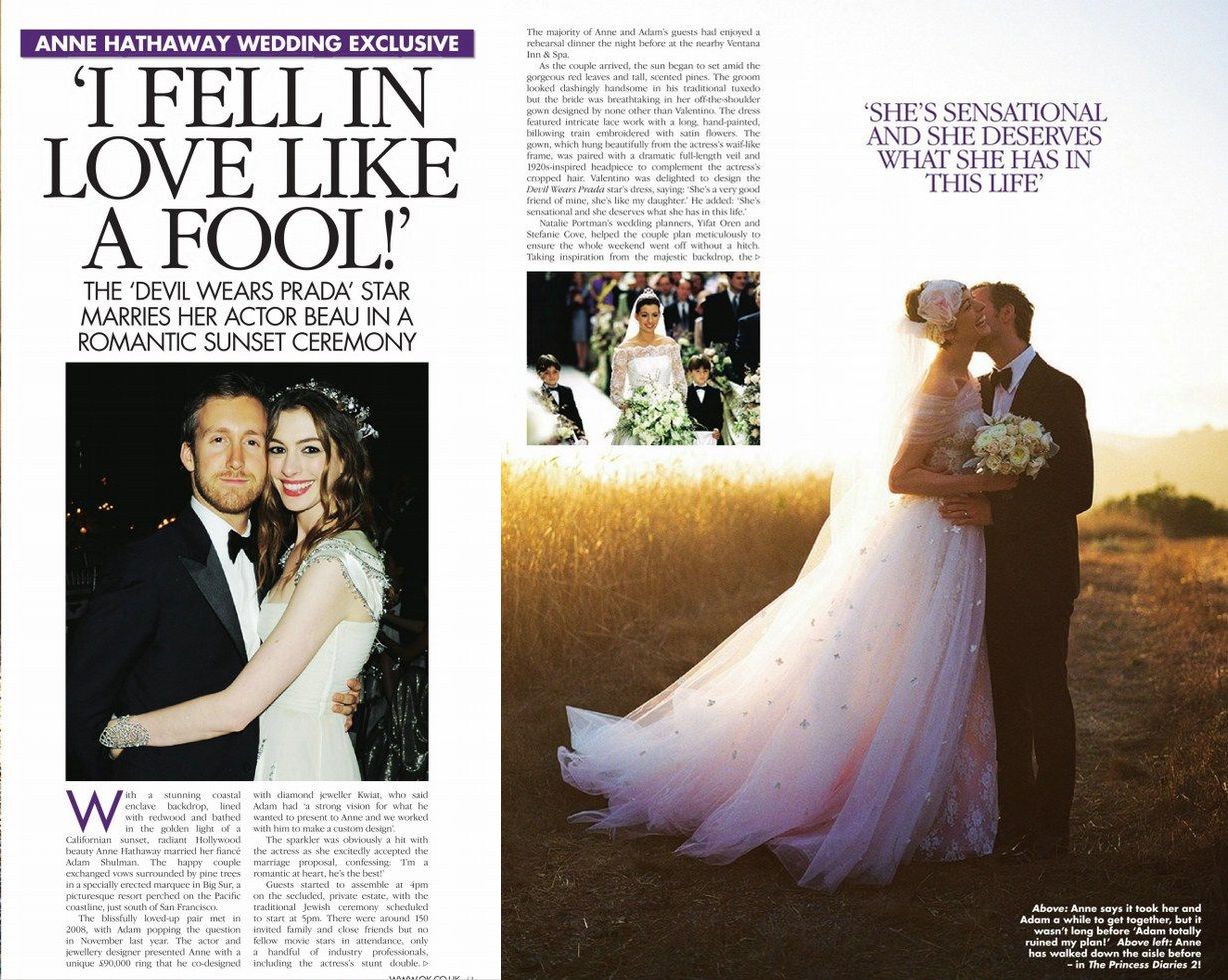 ANNE HATHAWAY WEDDING EXCLUSIVE
‘I FELL IN
LOVE LIKE
A FOOL!’
THE ‘DEVIL WEARS PRADA’ STAR
MARRIES HER ACTOR BEAU IN A
ROMANTIC SUNSET CEREMONY
With a stunning coastal
enclave backdrop, lined
with redwood and bathed
in the golden light of a
Californian sunset, radiant Hollywood
beauty Anne Hathaway married her fiancé
Adam Shulman. The happy couple
exchanged vows surrounded by pine trees
in a specially erected marquee in Big Sur, a
picturesque resort perched on the Pacific
coastline, just south of San Francisco.
The blissfully loved-up pair met in
2008, with Adam popping the question
in November last year. The actor and
jewellery designer presented Anne with a
unique £90,000 ring that he co-designed
with diamond jeweller Kwiat, who said
Adam had ‘a strong vision for what he
wanted to present to Anne and we worked
with him to make a custom design’.
The sparkler was obviously a hit with
the actress as she excitedly accepted the
marriage proposal, confessing: ‘I’m a
romantic at heart, he’s the best!’
Guests started to assemble at 4pm
on the secluded, private estate, with the
traditional Jewish ceremony scheduled
to start at 5pm. There were around 150
invited family and close friends but no
fellow movie stars in attendance, only
a handful of industry professionals,
including the actress’s stunt double. ▷
WWW.OK.CO.UK
The majority of Anne and Adam’s guests had enjoyed a
rehearsal dinner the night before at the nearby Ventana
Inn & Spa.
As the couple arrived, the sun began to set amid the
gorgeous red leaves and tall, scented pines. The groom
looked dashingly handsome in his traditional tuxedo
but the bride was breathtaking in her off-the-shoulder
gown designed by none other than Valentino. The dress
featured intricate lace work with a long, hand-painted,
billowing train embroidered with satin flowers. The
gown, which hung beautifully from the actress’s waif-like
frame, was paired with a dramatic full-length veil and
1920s-inspired headpiece to complement the actress’s
cropped hair. Valentino was delighted to design the
Devil Wears Prada star’s dress, saying: ‘She’s a very good
friend of mine, she’s like my daughter.’ He added: ‘She’s
sensational and she deserves what she has in this life.’
Natalie Portman’s wedding planners, Yifat Oren and
Stefanie Cove, helped the couple plan meticulously to
ensure the whole weekend went off without a hitch.
Taking inspiration from the majestic backdrop, the ▷
‘SHE’S SENSATIONAL
AND SHE DESERVES
WHAT SHE HAS IN
THIS LIFE’
Above: Anne says it took her and
Adam a while to get together, but it
wasn’t long before ‘Adam totally
ruined my plan!’ Above left: Anne
has walked down the aisle before
– in The Princess Diaries 2!